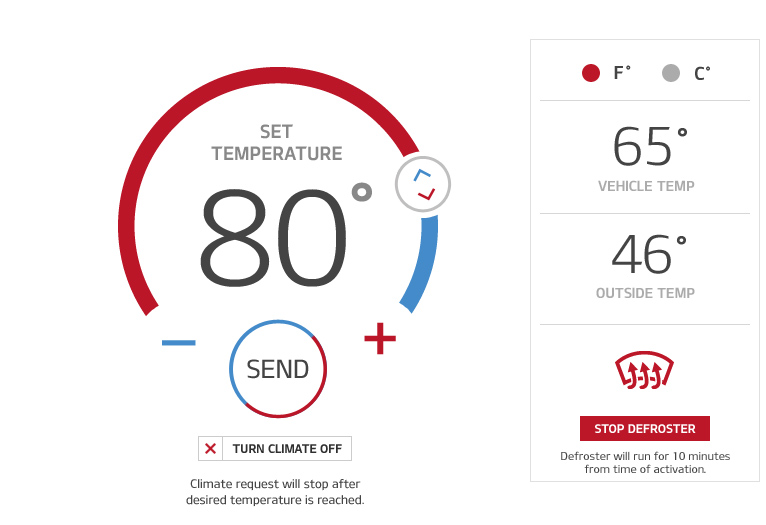 SET
TEMPERATURE
80°
SEND
TURN CLIMATE OFF
Climate request will stop after
desired temperature is reached.
F° C°
65°
VEHICLE TEMP
46°
OUTSIDE TEMP
STOP DEFROSTER
Defroster will run for 10 minutes
from time of activation.